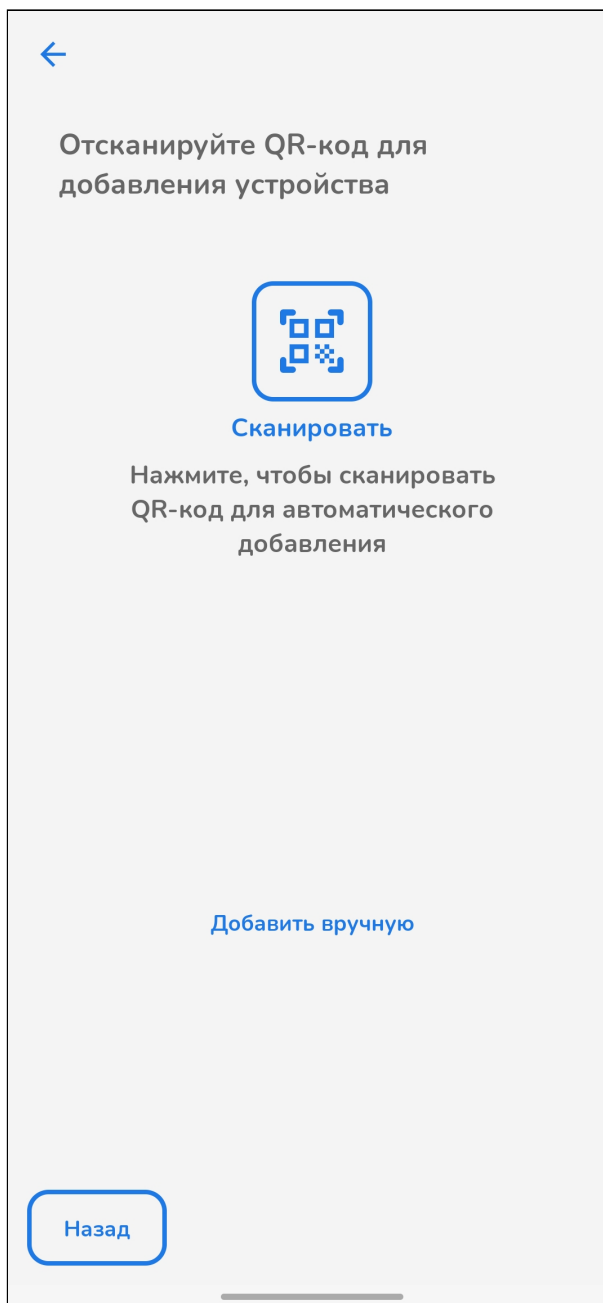 Отсканируйте QR-код для
добавления устройства
Сканировать
Нажмите, чтобы сканировать
QR-код для автоматического
добавления
Добавить вручную
Назад